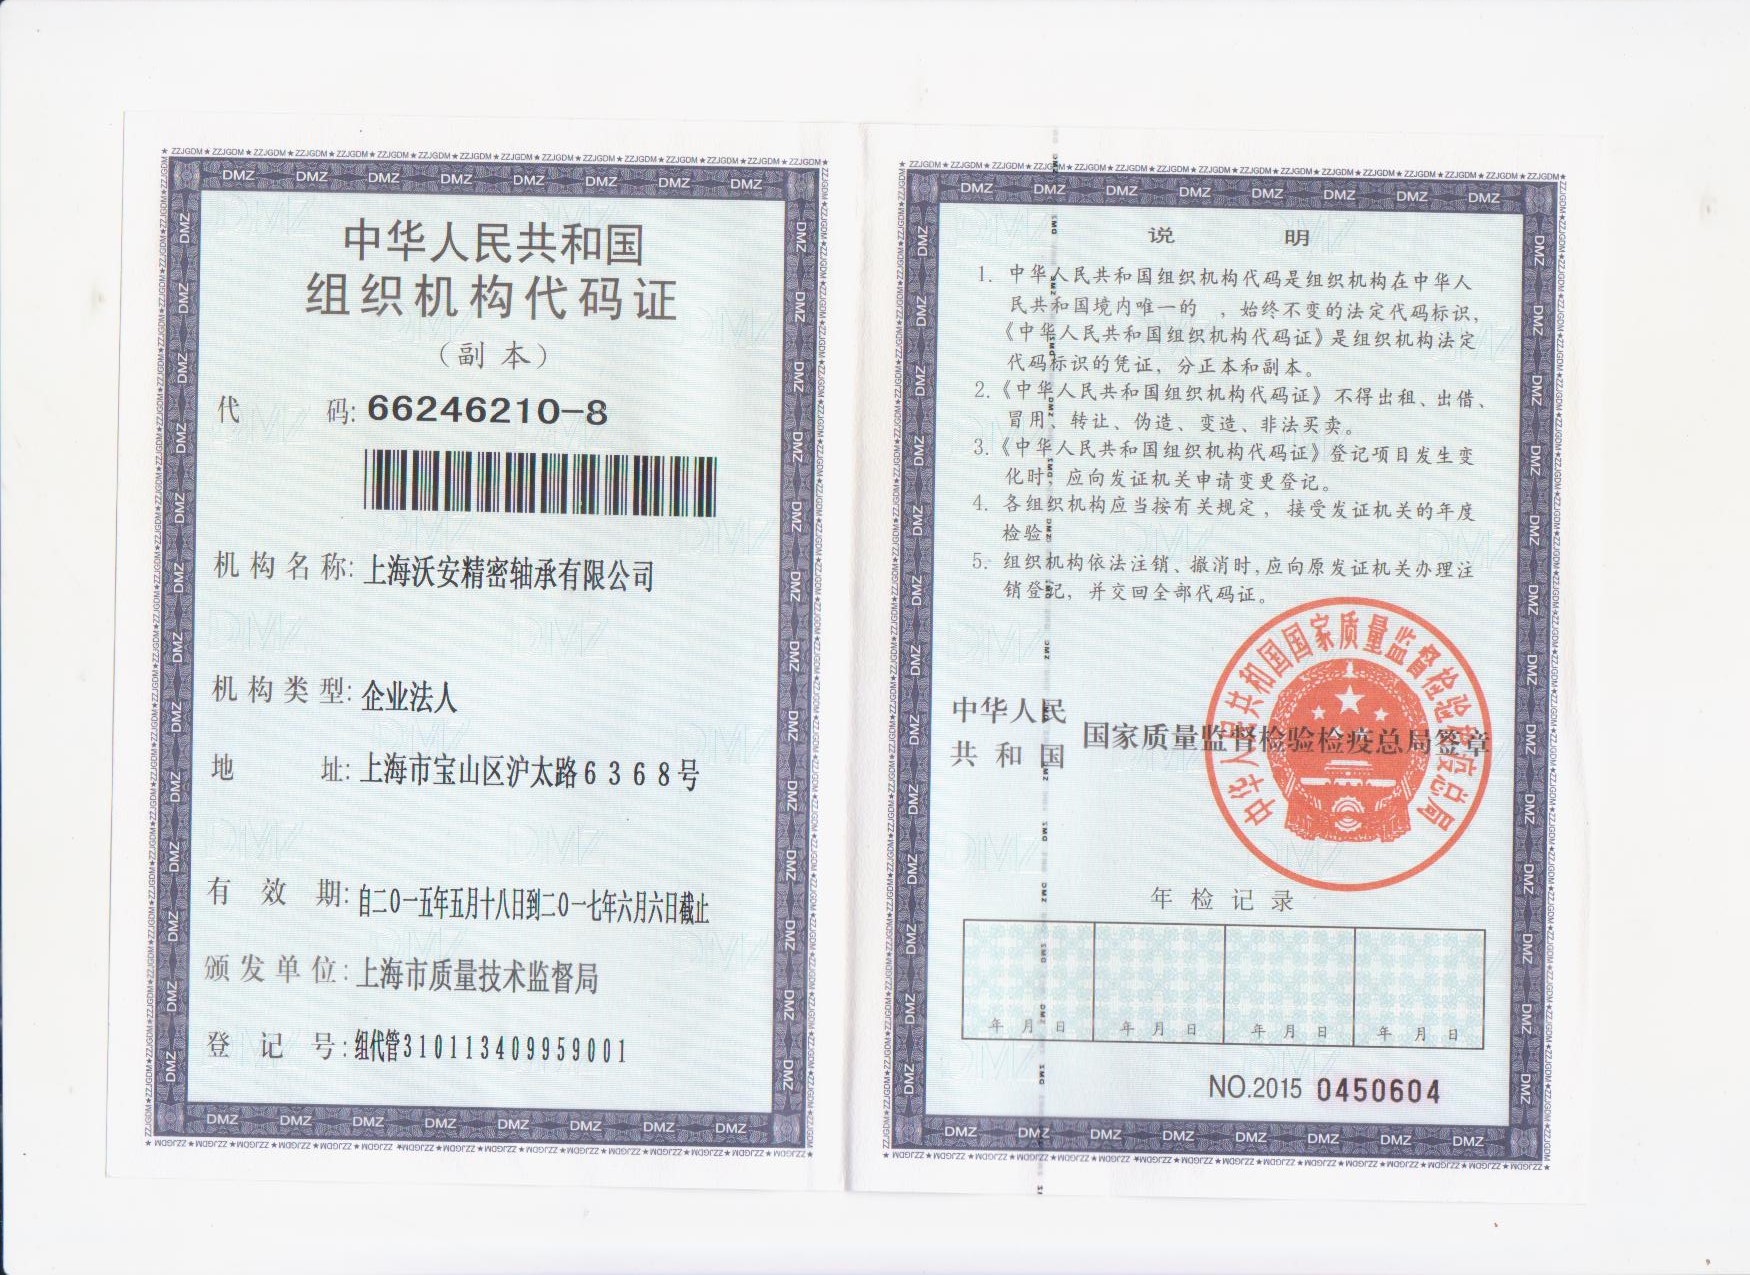 中华人民共和国
组织机构代码证
（副本）
代 码: 66246210-8
机构名称: 上海沃安精密轴承有限公司
机构类型: 企业法人
地 址: 上海市宝山区沪太路6368号
有效期: 自二0一五年五月十八日到二0一七年六月六日截止
颁发单位: 上海市质量技术监督局
登记号: 组代管310113409959001
说 明
1. 中华人民共和国组织机构代码是组织机构在中华人
民共和国境内唯一的 ，始终不变的法定代码标识，
《中华人民共和国组织机构代码证》是组织机构法定
代码标识的凭证，分正本和副本。
2.《中华人民共和国组织机构代码证》不得出租、出借、
冒用、转让、伪造、变造、非法买卖。
3.《中华人民共和国组织机构代码证》登记项目发生变
化时，应向发证机关申请变更登记。
4. 各组织机构应当按有关规定，接受发证机关的年度
检验。
5. 组织机构依法注销、撤消时,应向原发证机关办理注
销登记，并交回全部代码证。
中华人民
共和国
国家质量监督检验检疫总局签章
中华人民共和国国家质量监督检验检疫总局
年检记录
年 月 日 年 月 日 年 月 日 年 月 日
NO.2015 0450604